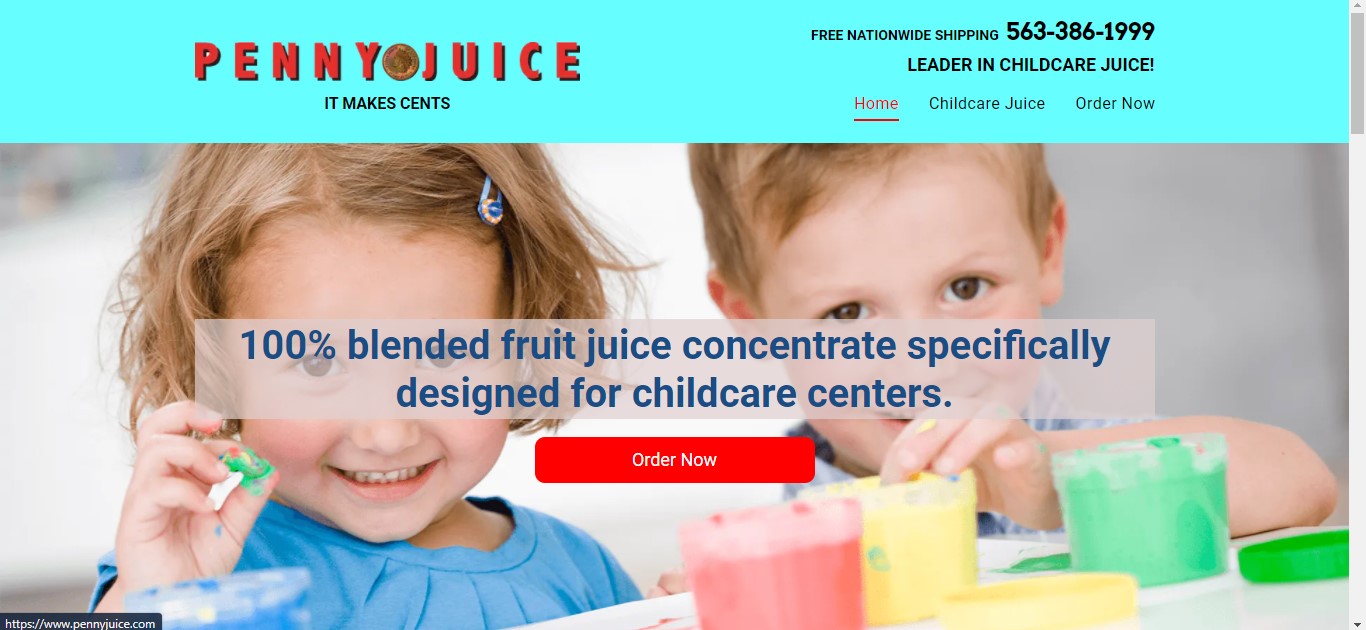 PENNY JUICE
IT MAKES CENTS
FREE NATIONWIDE SHIPPING 563-386-1999
LEADER IN CHILDCARE JUICE!
Home Childcare Juice Order Now
100% blended fruit juice concentrate specifically
designed for childcare centers.
Order Now
https://www.pennyjuice.com